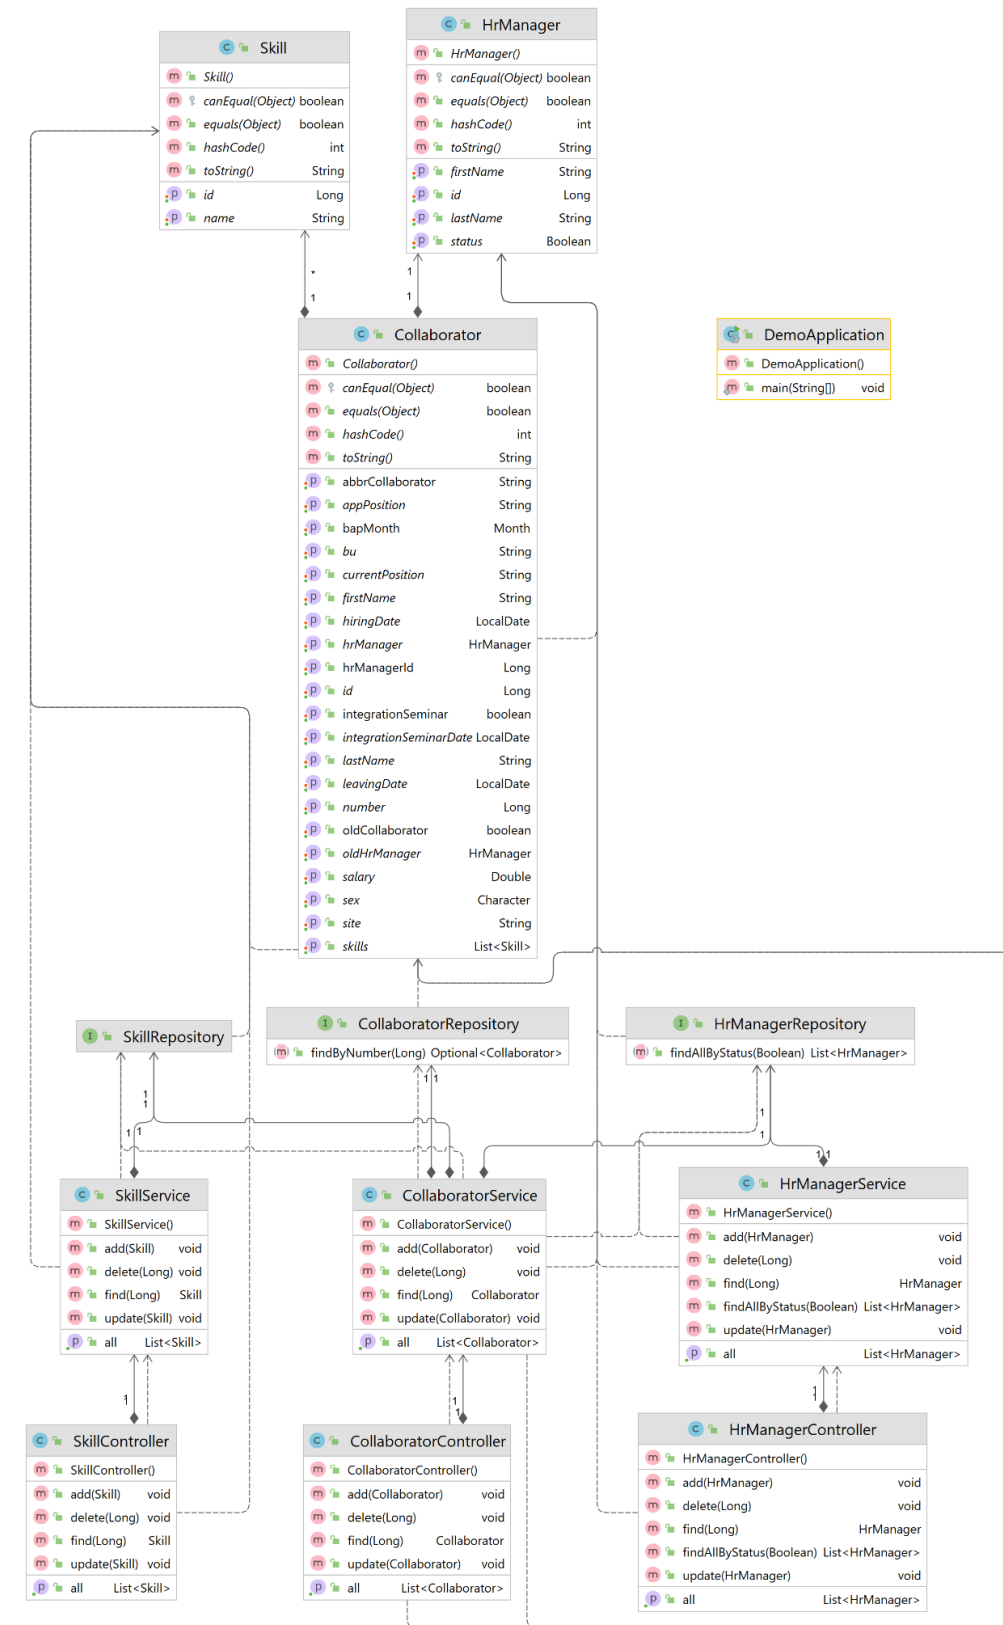 HrManager
HrManager()
canEqual(Object) boolean
equals(Object) boolean
hashCode() int
toString() String
firstName String
id Long
lastName String
status Boolean
Skill
Skill()
canEqual(Object) boolean
equals(Object) boolean
hashCode() int
toString() String
id Long
name String
*
1
1
1
Collaborator
Collaborator()
canEqual(Object) boolean
equals(Object) boolean
hashCode() int
toString() String
abbrCollaborator String
appPosition String
bapMonth Month
bu String
currentPosition String
firstName String
hiringDate LocalDate
hrManager HrManager
hrManagerId Long
id Long
integrationSeminar boolean
integrationSeminarDate LocalDate
lastName String
leavingDate LocalDate
number Long
oldCollaborator boolean
oldHrManager HrManager
salary Double
sex Character
site String
skills List<Skill>
DemoApplication
DemoApplication()
main(String[]) void
SkillRepository
CollaboratorRepository
findByNumber(Long) Optional<Collaborator>
HrManagerRepository
findAllByStatus(Boolean) List<HrManager>
1 1
1
1
1
1 1
1
1
1 1
SkillService
SkillService()
add(Skill) void
delete(Long) void
find(Long) Skill
update(Skill) void
all List<Skill>
CollaboratorService
CollaboratorService()
add(Collaborator) void
delete(Long) void
find(Long) Collaborator
update(Collaborator) void
all List<Collaborator>
HrManagerService
HrManagerService()
add(HrManager) void
delete(Long) void
find(Long) HrManager
findAllByStatus(Boolean) List<HrManager>
update(HrManager) void
all List<HrManager>
1
1
1
1
1
1
SkillController
SkillController()
add(Skill) void
delete(Long) void
find(Long) Skill
update(Skill) void
all List<Skill>
CollaboratorController
CollaboratorController()
add(Collaborator) void
delete(Long) void
find(Long) Collaborator
update(Collaborator) void
all List<Collaborator>
HrManagerController
HrManagerController()
add(HrManager) void
delete(Long) void
find(Long) HrManager
findAllByStatus(Boolean) List<HrManager>
update(HrManager) void
all List<HrManager>